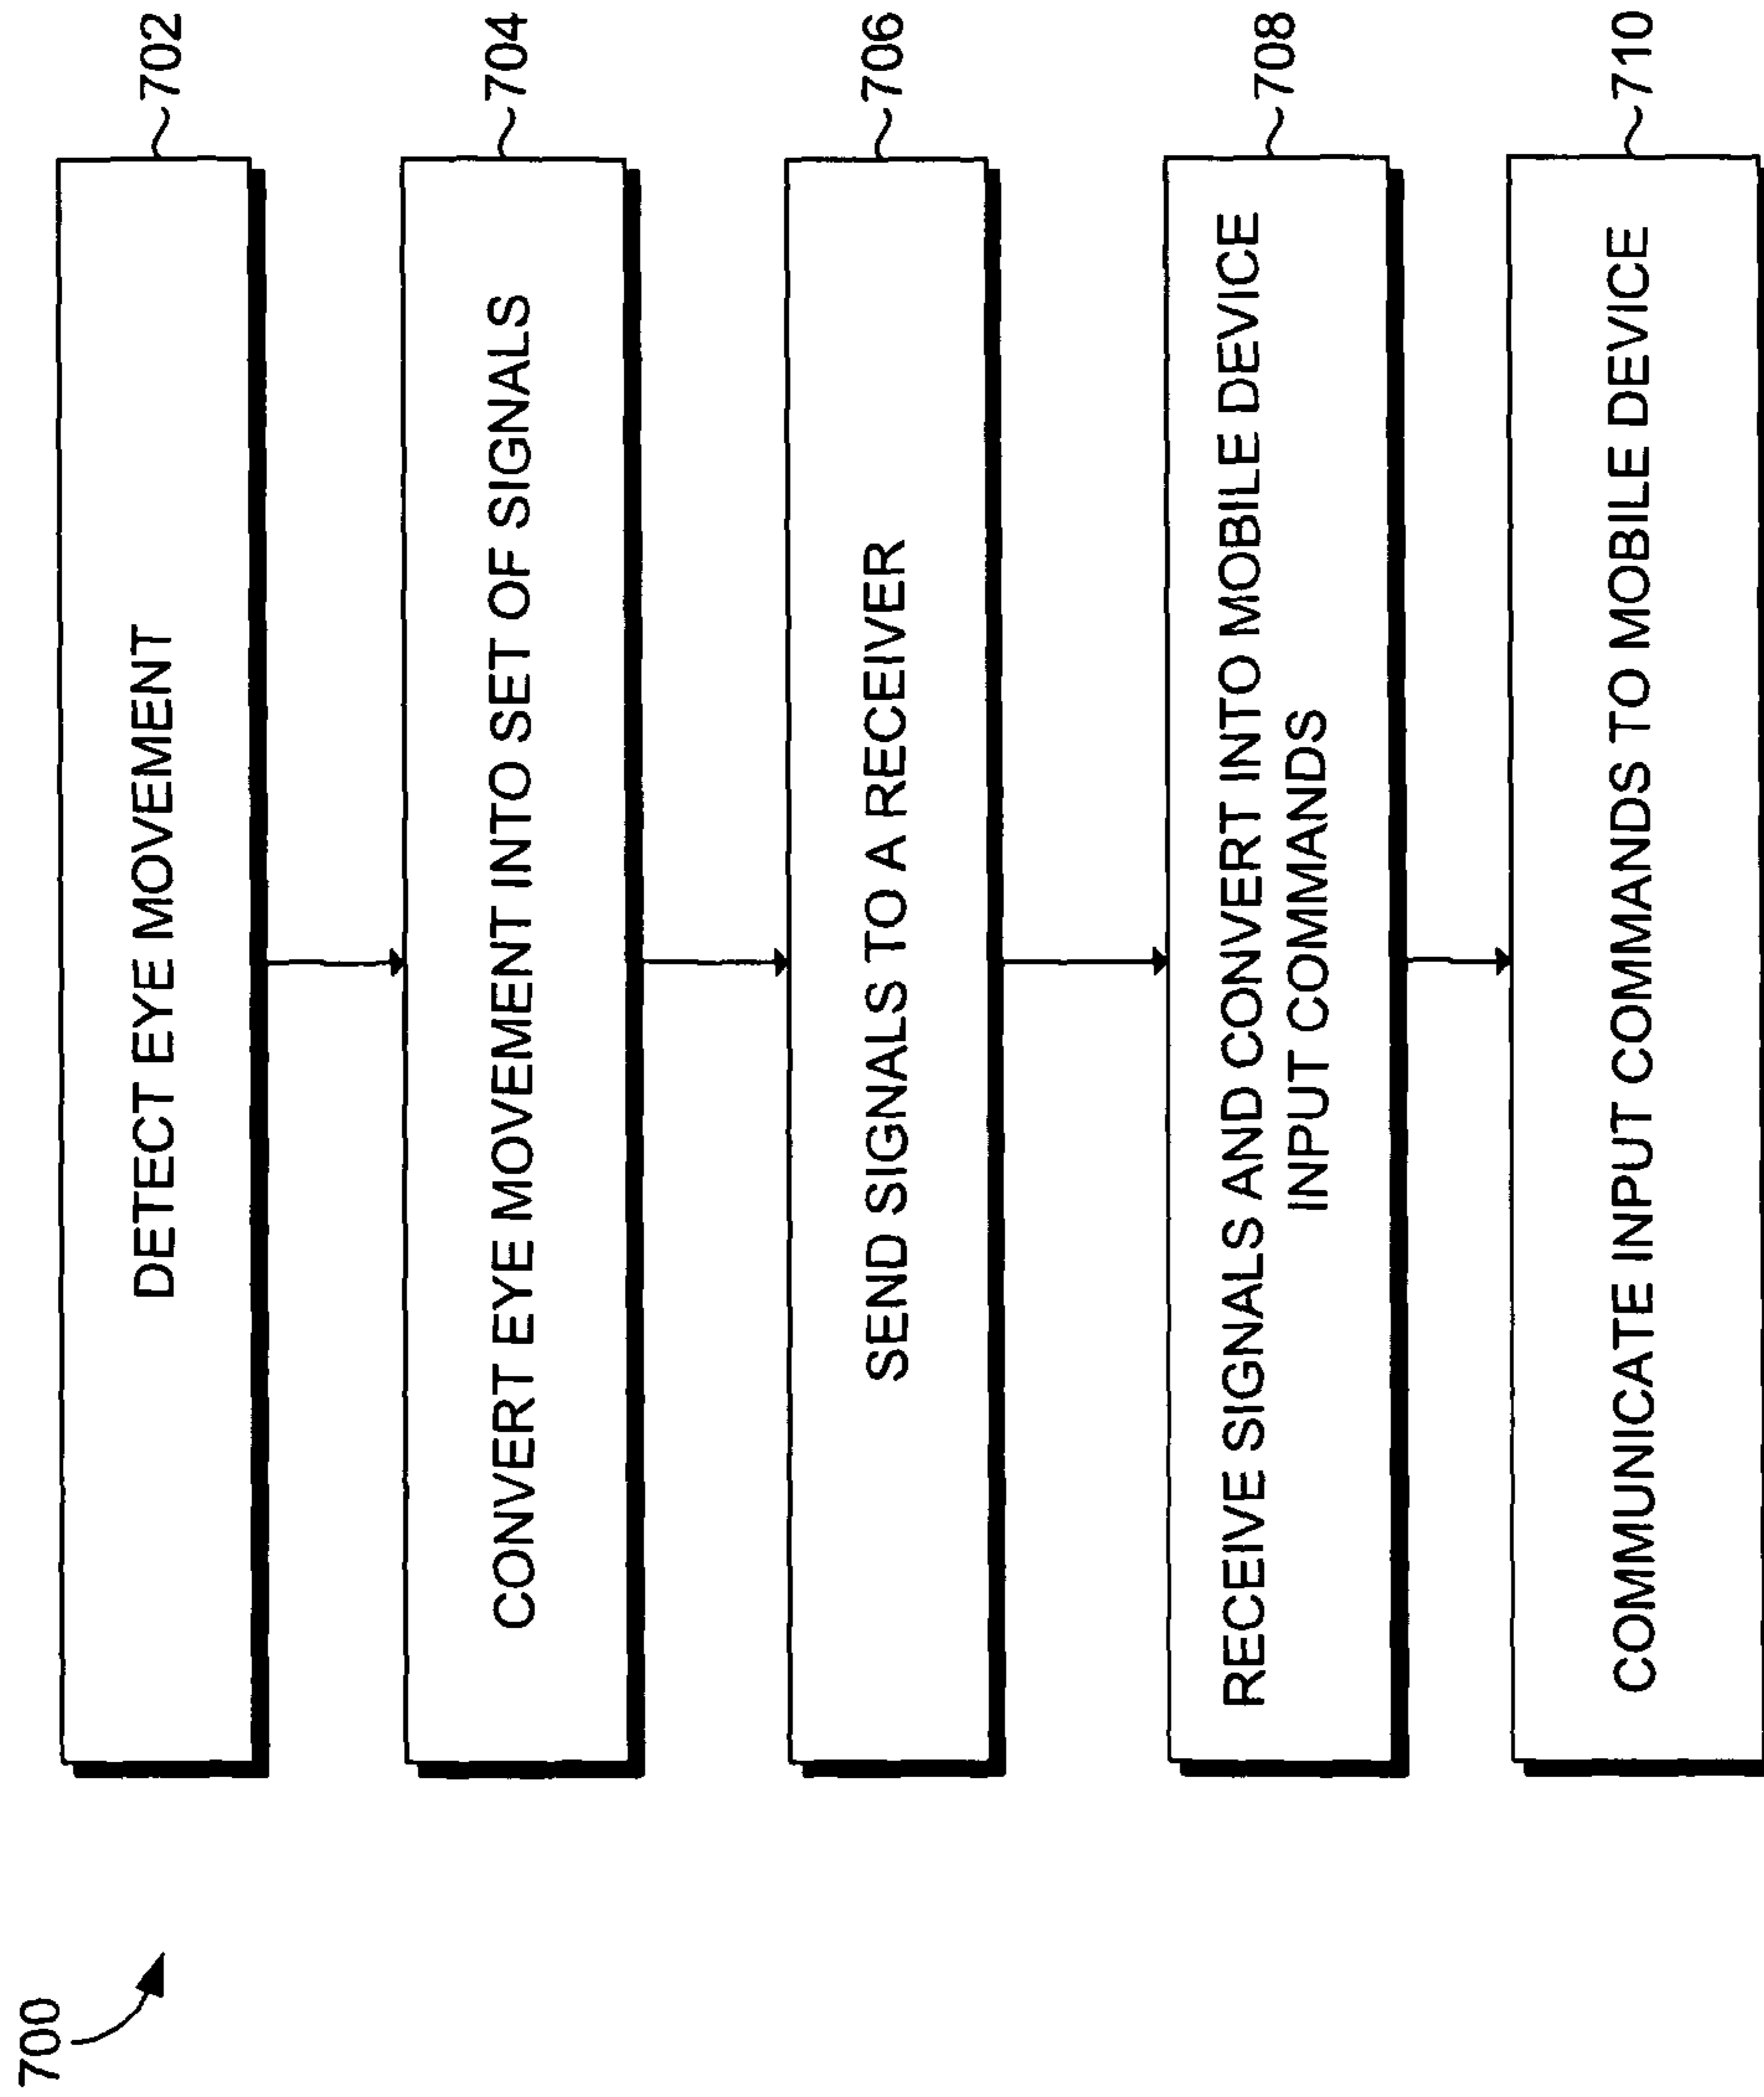 700
DETECT EYE MOVEMENT
702
CONVERT EYE MOVEMENT INTO SET OF SIGNALS
704
SEND SIGNALS TO A RECEIVER
706
RECEIVE SIGNALS AND CONVERT INTO MOBILE DEVICE
INPUT COMMANDS
708
COMMUNICATE INPUT COMMANDS TO MOBILE DEVICE
710